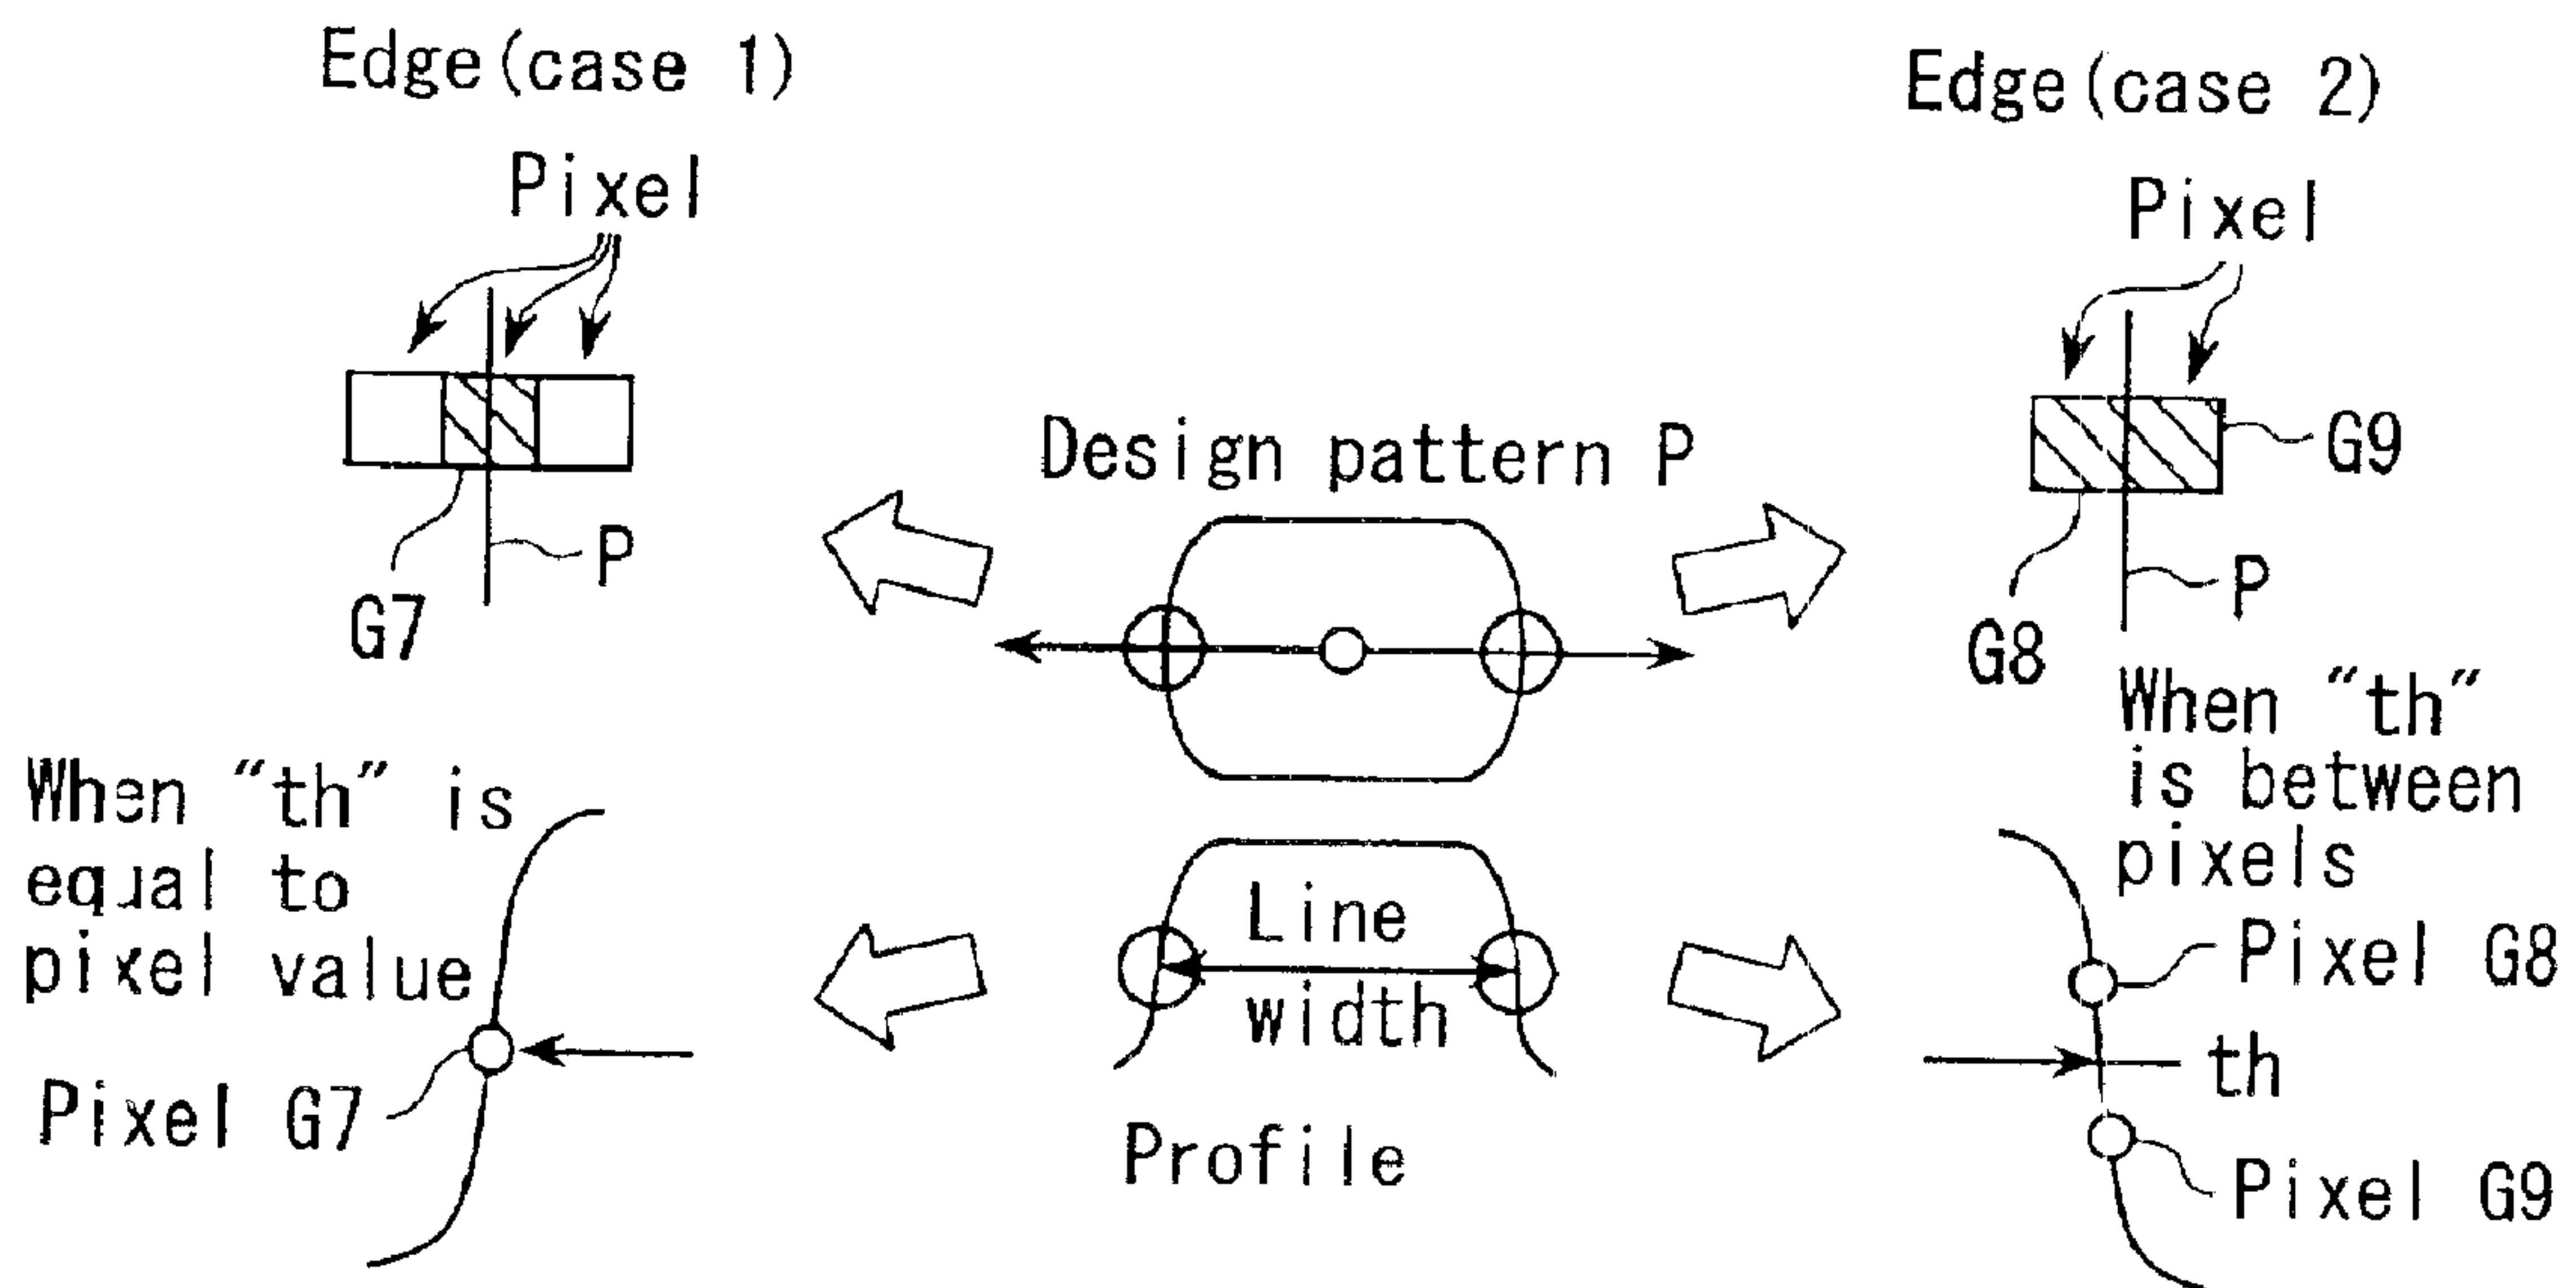 Edge(case 1)
Pixel
G7
P
When "th" is
equal to
pixel value
Pixel G7
Design pattern P
Line
width
Profile
Edge(case 2)
Pixel
G9
G8
P
When "th"
is between
pixels
Pixel G8
th
Pixel G9